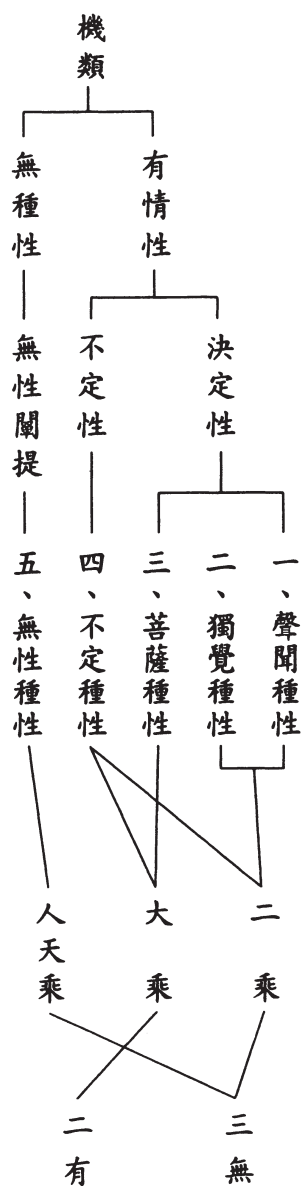 機類
有情性
無種性
決定性
不定性
無性闡提
一、聲聞種性
二、獨覺種性
三、菩薩種性
四、不定種性
五、無性種性
二乘
大乘
人天乘
三無
二有